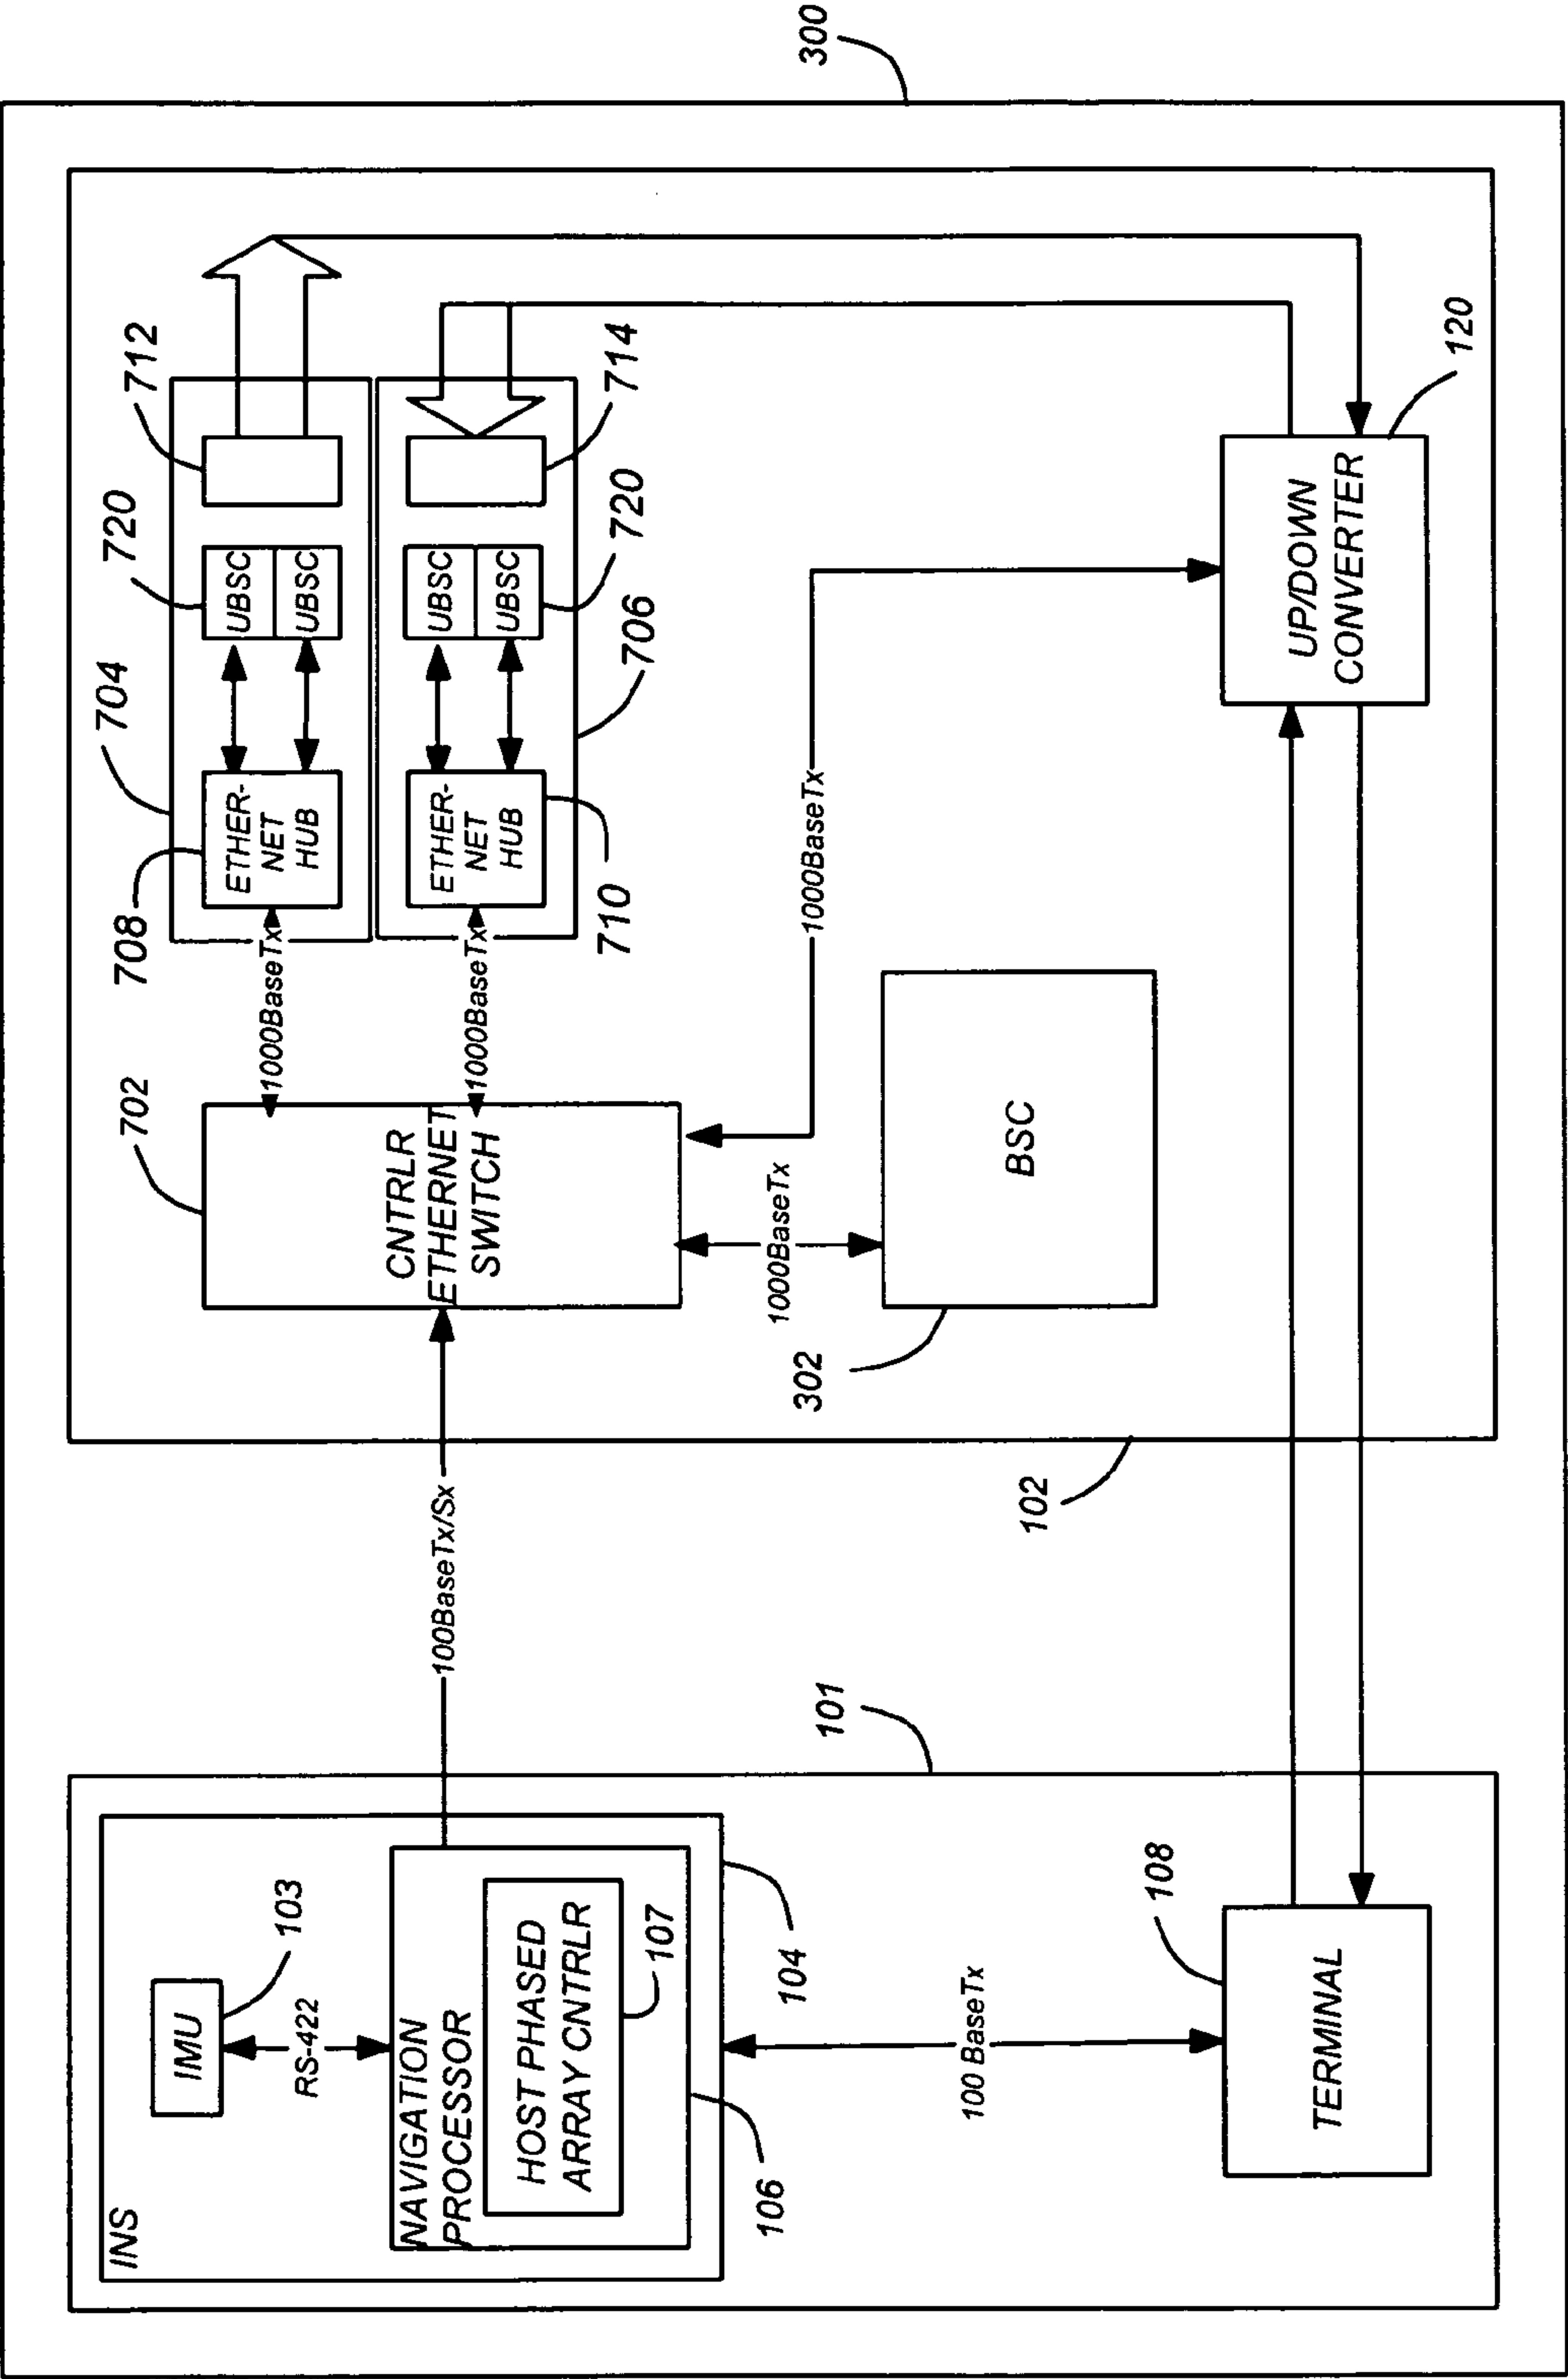 300
712
720
704
708
UBSC
UBSC
ETHER-
NET
HUB
714
720
706
710
UBSC
UBSC
ETHER-
NET
HUB
1000BaseTx
1000BaseTx
702
CNTRLR
ETHERNET
SWITCH
1000BaseTx
1000BaseTx
BSC
302
UP/DOWN
CONVERTER
120
102
100BaseTx/Sx
101
INS
IMU
103
RS-422
NAVIGATION
PROCESSOR
HOST PHASED
ARRAY CNTRLR
107
104
106
100 BaseTx
108
TERMINAL